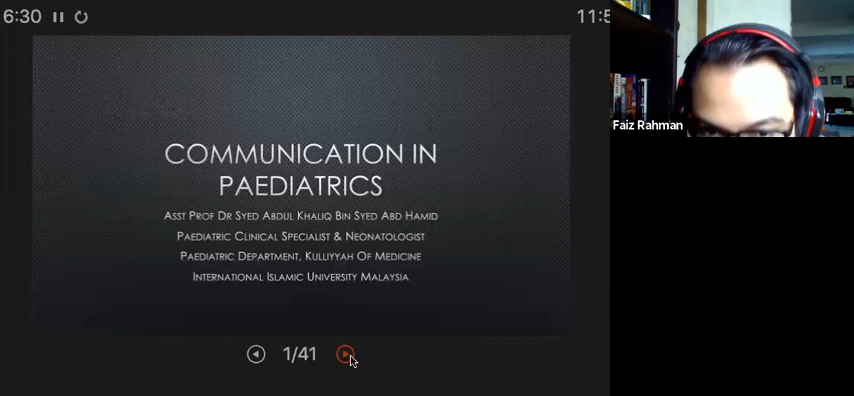 6:30
11:5
COMMUNICATION IN
PAEDIATRICS
ASST PROF DR SYED ABDUL KHALIQ BIN SYED ABD HAMID
PAEDIATRIC CLINICAL SPECIALIST & NEONATOLOGIST
PAEDIATRIC DEPARTMENT, KULLIYYAH OF MEDICINE
INTERNATIONAL ISLAMIC UNIVERSITY MALAYSIA
1/41
Faiz Rahman